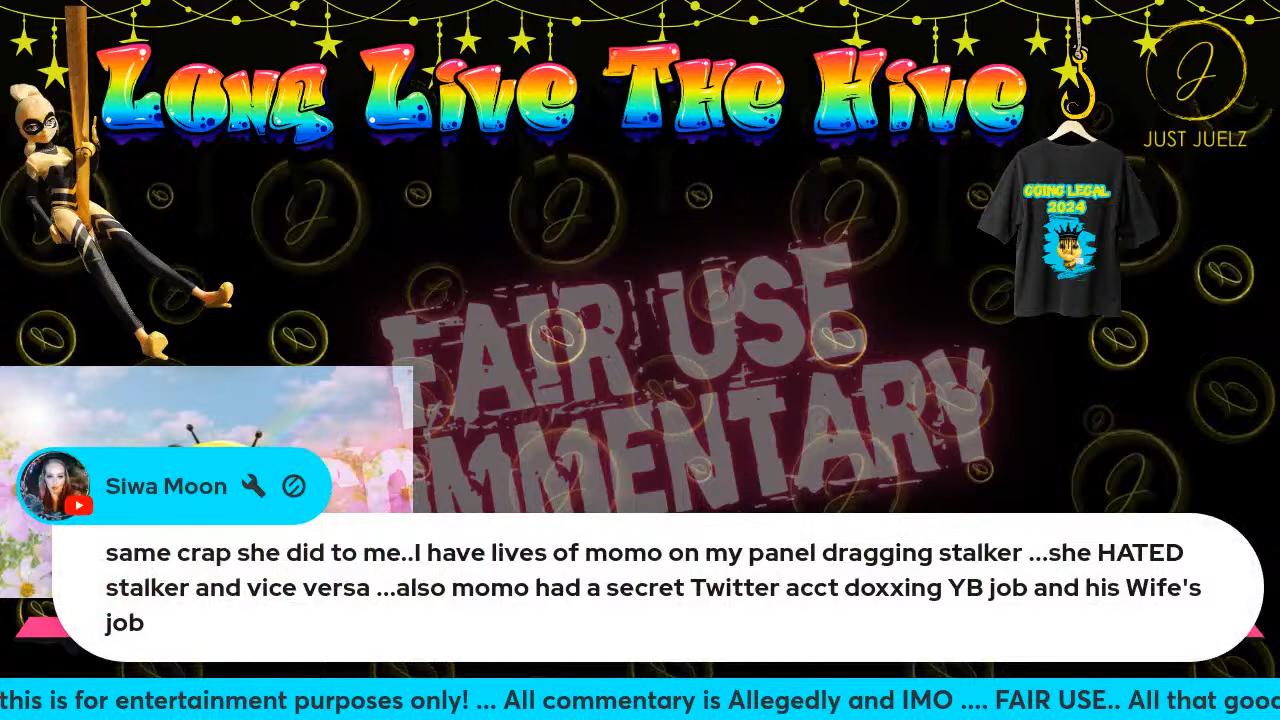 Long Live The Hive
JUST JUELZ
GOING LEGAL
2024
FAIR USE
COMMENTARY
Siwa Moon
same crap she did to me..I have lives of momo on my panel dragging stalker ...she HATED
stalker and vice versa ...also momo had a secret Twitter acct doxxing YB job and his Wife's
job
this is for entertainment purposes only! ... All commentary is Allegedly and IMO .... FAIR USE.. All that good